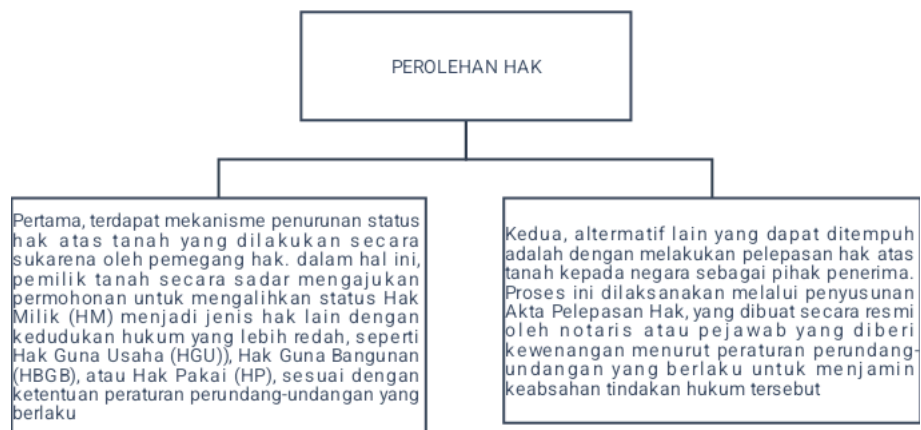 PEROLEHAN HAK
Pertama, terdapat mekanisme penurunan status
hak atas tanah yang dilakukan secara
sukarena oleh pemegang hak. dalam hal ini,
pemilik tanah secara sadar mengajukan
permohonan untuk mengalihkan status Hak
Milik (HM) menjadi jenis hak lain dengan
kedudukan hukum yang lebih redah, seperti
Hak Guna Usaha (HGU)), Hak Guna Bangunan
(HBGB), atau Hak Pakai (HP), sesuai dengan
ketentuan peraturan perundang-undangan yang
berlaku
Kedua, alternatif lain yang dapat ditempuh
adalah dengan melakukan pelepasan hak atas
tanah kepada negara sebagai pihak penerima.
Proses ini dilaksanakan melalui penyusunan
Akta Pelepasan Hak, yang dibuat secara resmi
oleh notaris atau pejawab yang diberi
kewenangan menurut peraturan perundang-
undangan yang berlaku untuk menjamin
keabsahan tindakan hukum tersebut